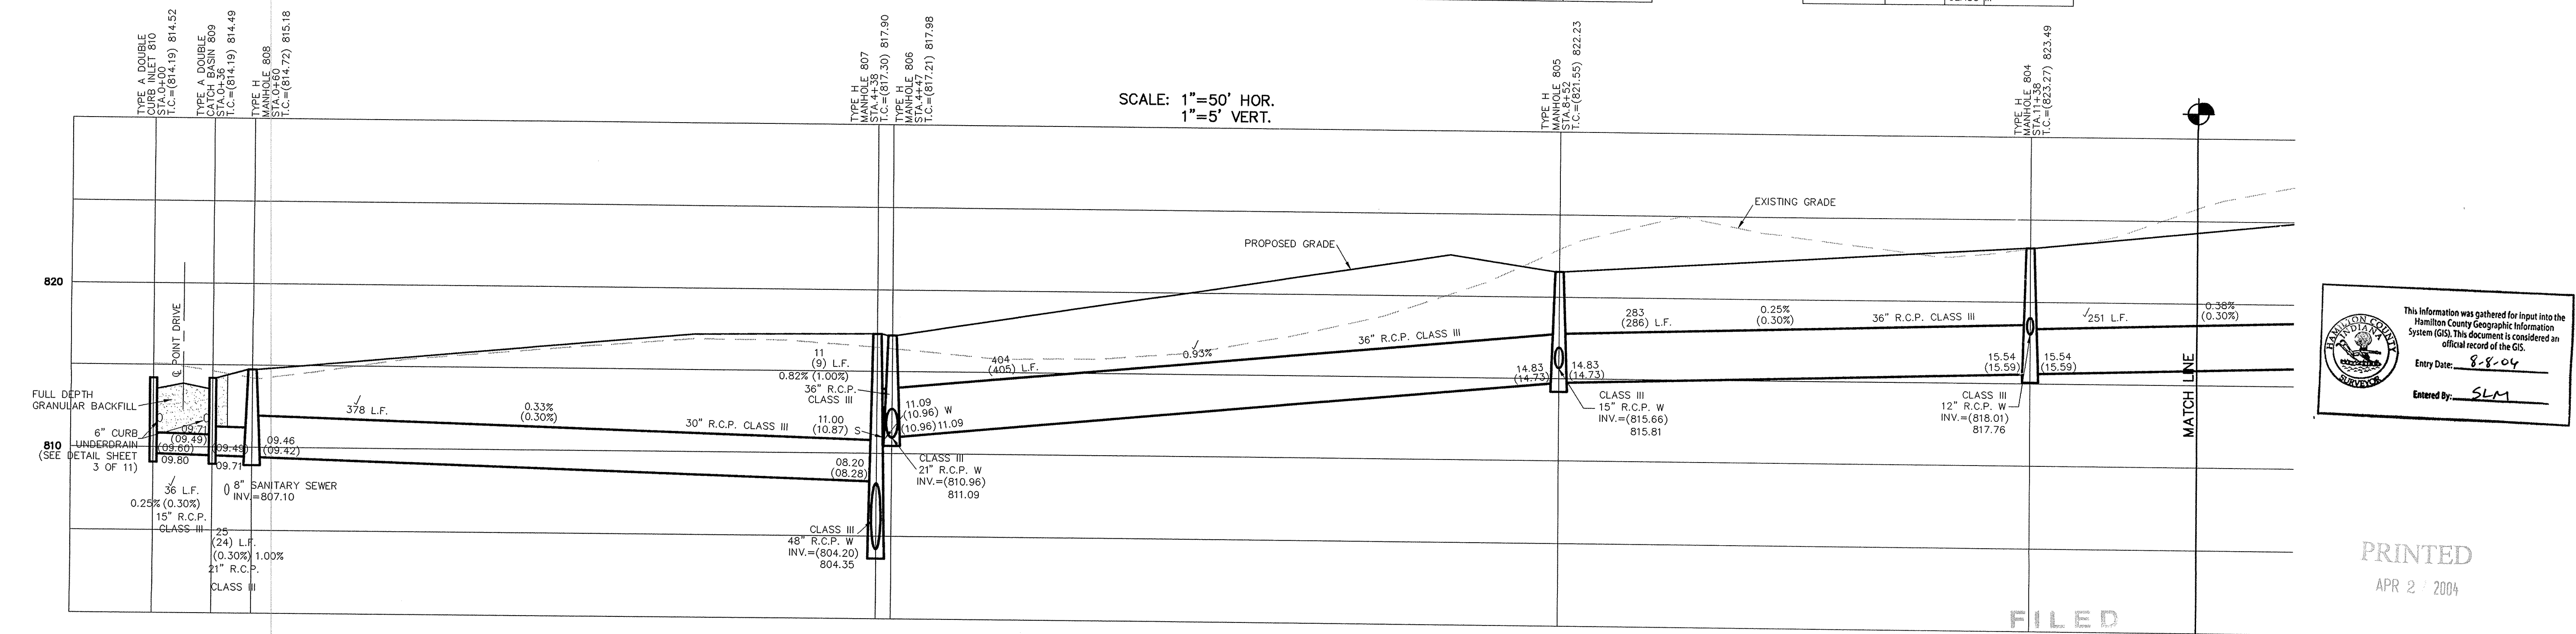 TYPE A DOUBLE
CURB INLET 810
STA.0+00
T.C.=(814.19) 814.52
TYPE A DOUBLE
CATCH BASIN 809
STA.0+36
T.C.=(814.19) 814.49
TYPE H
MANHOLE 808
STA.0+60
T.C.=(814.72) 815.18
TYPE H
MANHOLE 807
STA.4+38
T.C.=(817.30) 817.90
TYPE H
MANHOLE 806
STA.4+47
T.C.=(817.21) 817.98
SCALE: 1"=50' HOR.
1"=5' VERT.
TYPE H
MANHOLE 805
STA.8+52
T.C.=(821.55) 822.23
TYPE H
MANHOLE 804
STA.11+38
T.C.=(823.27) 823.49
EXISTING GRADE
PROPOSED GRADE
820
810
POINT DRIVE
FULL DEPTH
GRANULAR BACKFILL
6" CURB
UNDERDRAIN
(SEE DETAIL SHEET
3 OF 11)
09.71
(09.49)
(09.60)
09.80
(09.49)
09.71
09.46
(09.42)
36 L.F.
0.25% (0.30%)
15" R.C.P.
CLASS III
25
(24) L.F.
(0.30%) 1.00%
21" R.C.P.
CLASS III
8" SANITARY SEWER
INV.=807.10
378 L.F.
0.33%
(0.30%)
30" R.C.P. CLASS III
11
(9) L.F.
0.82% (1.00%)
36" R.C.P.
CLASS III
11.00
(10.87) S
08.20
(08.28)
11.09
(10.96) W
(10.96) 11.09
CLASS III
21" R.C.P. W
INV.=(810.96)
811.09
CLASS III
48" R.C.P. W
INV.=(804.20)
804.35
404
(405) L.F.
0.93%
36" R.C.P. CLASS III
14.83
(14.73)
14.83
(14.73)
CLASS III
15" R.C.P. W
INV.=(815.66)
815.81
283
(286) L.F.
0.25%
(0.30%)
36" R.C.P. CLASS III
15.54
(15.59)
15.54
(15.59)
CLASS III
12" R.C.P. W
INV.=(818.01)
817.76
251 L.F.
0.38%
(0.30%)
MATCH LINE
HAMILTON COUNTY
INDIANA
SURVEYOR
This information was gathered for input into the
Hamilton County Geographic Information
System (GIS). This document is considered an
official record of the GIS.
Entry Date: 8-8-04
Entered By: SLM
PRINTED
APR 2 2004
FILED